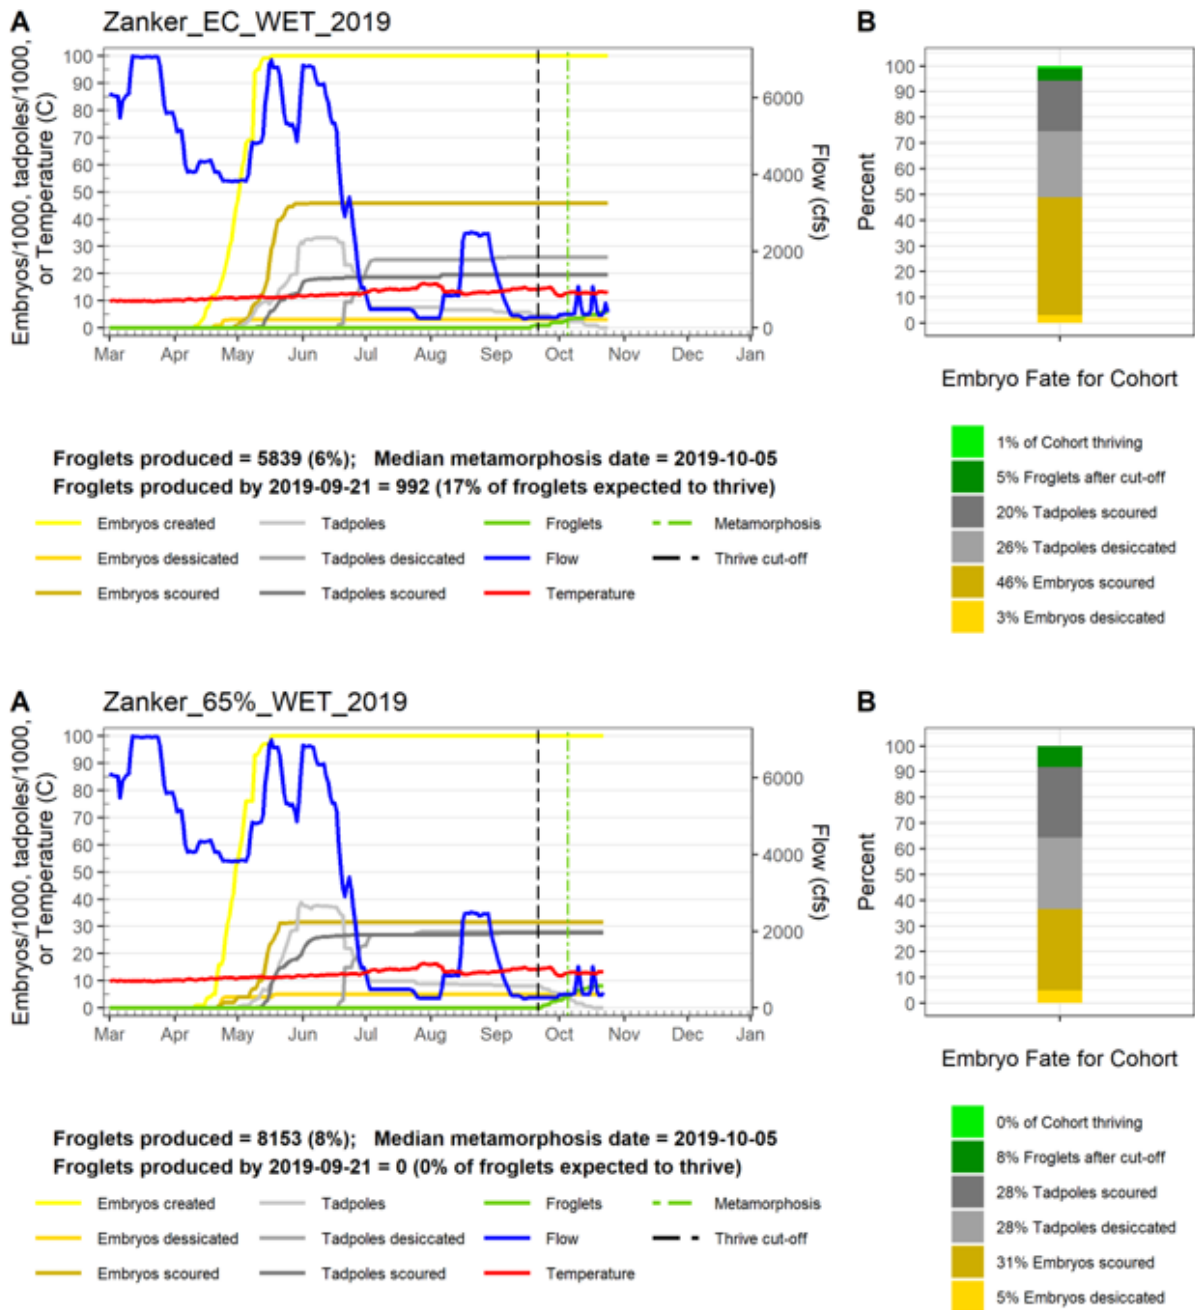 A
Zanker_EC_WET_2019
B
Embryos/1000, tadpoles/1000,
or Temperature (C)
100
90
80
70
60
50
40
30
20
10
0
6000
4000
2000
0
Flow (cfs)
Mar Apr May Jun Jul Aug Sep Oct Nov Dec Jan
Percent
100
90
80
70
60
50
40
30
20
10
0
Embryo Fate for Cohort
Froglets produced = 5839 (6%); Median metamorphosis date = 2019-10-05
Froglets produced by 2019-09-21 = 992 (17% of froglets expected to thrive)
Embryos created Tadpoles Froglets Metamorphosis
Embryos dessicated Tadpoles desiccated Flow Thrive cut-off
Embryos scoured Tadpoles scoured Temperature
1% of Cohort thriving
5% Froglets after cut-off
20% Tadpoles scoured
26% Tadpoles desiccated
46% Embryos scoured
3% Embryos desiccated
A
Zanker_65%_WET_2019
B
Embryos/1000, tadpoles/1000,
or Temperature (C)
100
90
80
70
60
50
40
30
20
10
0
6000
4000
2000
0
Flow (cfs)
Mar Apr May Jun Jul Aug Sep Oct Nov Dec Jan
Percent
100
90
80
70
60
50
40
30
20
10
0
Embryo Fate for Cohort
Froglets produced = 8153 (8%); Median metamorphosis date = 2019-10-05
Froglets produced by 2019-09-21 = 0 (0% of froglets expected to thrive)
Embryos created Tadpoles Froglets Metamorphosis
Embryos dessicated Tadpoles desiccated Flow Thrive cut-off
Embryos scoured Tadpoles scoured Temperature
0% of Cohort thriving
8% Froglets after cut-off
28% Tadpoles scoured
28% Tadpoles desiccated
31% Embryos scoured
5% Embryos desiccated